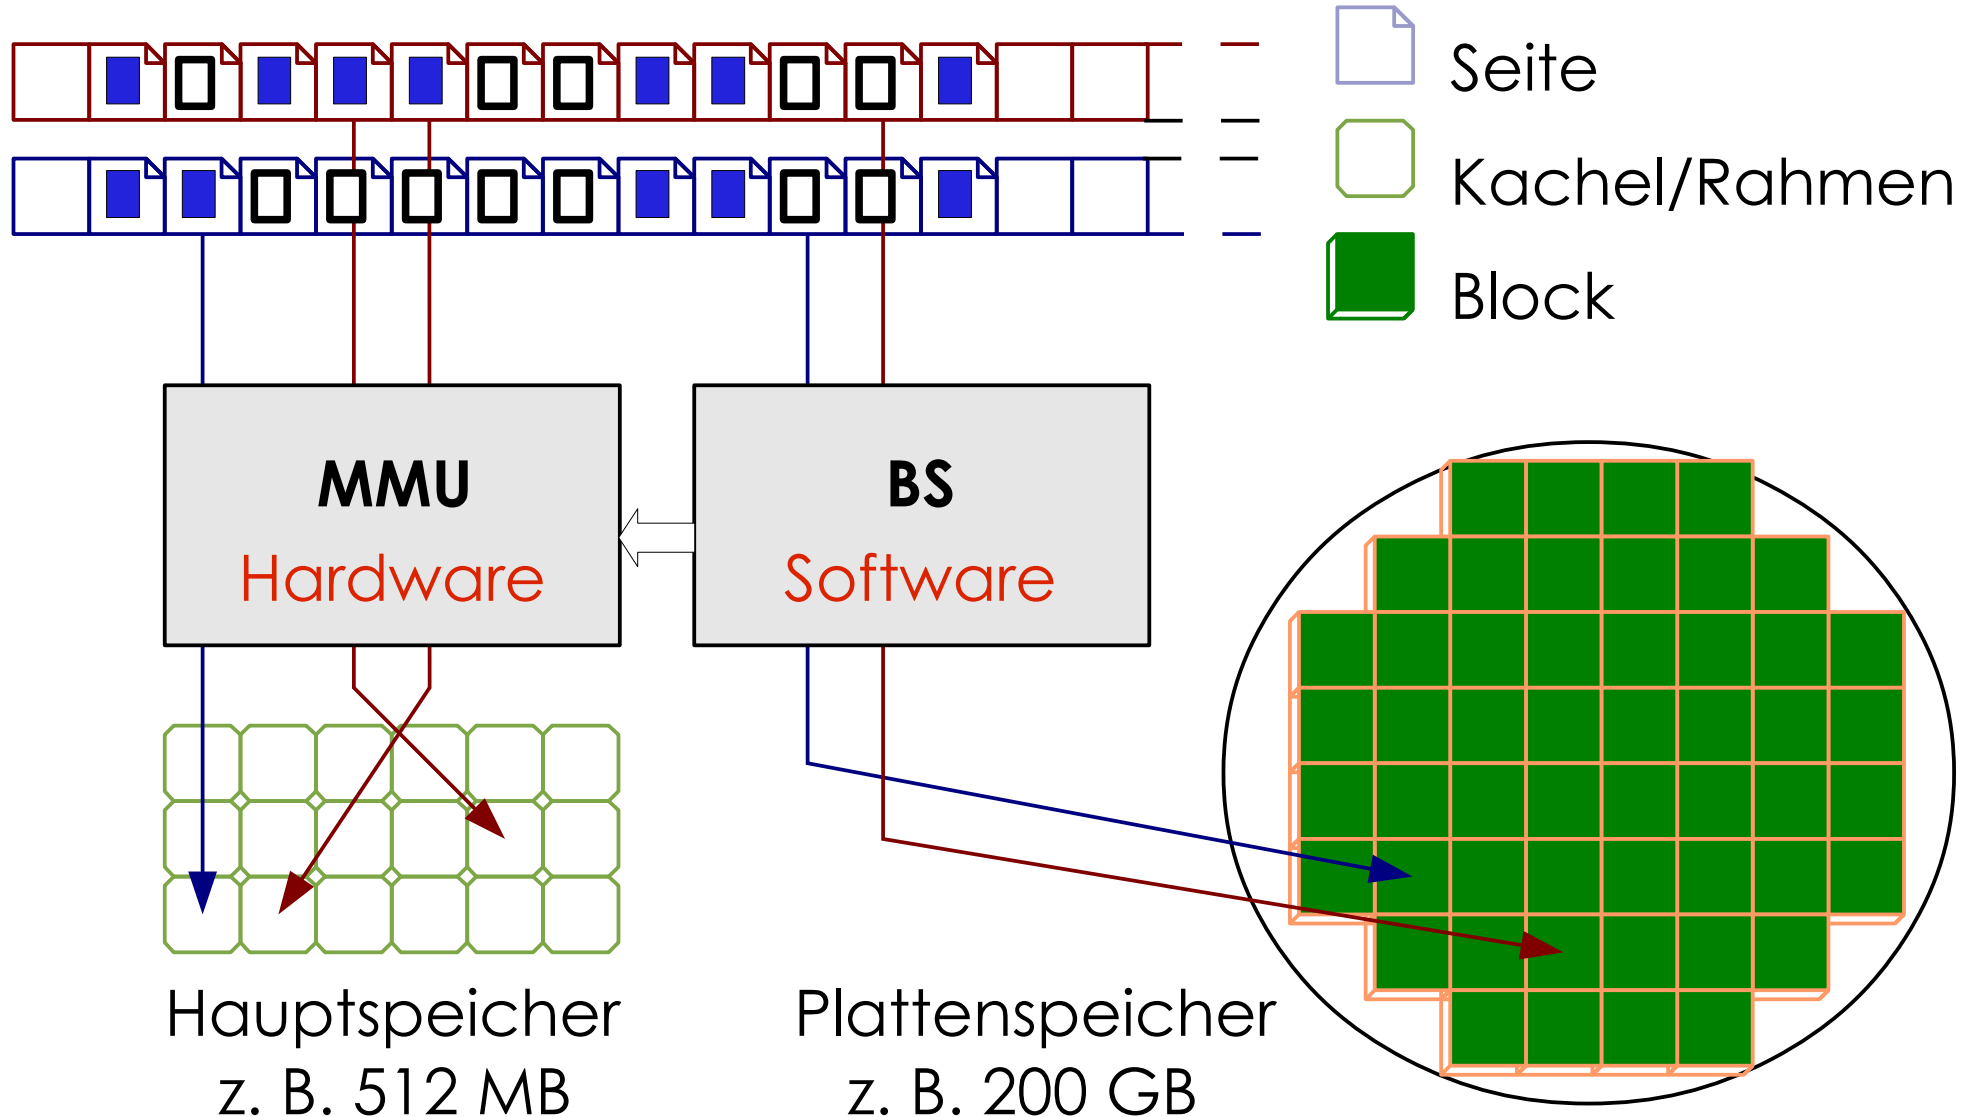 Seite
Kachel/Rahmen
Block
MMU
Hardware
BS
Software
Hauptspeicher
z. B. 512 MB
Plattenspeicher
z. B. 200 GB